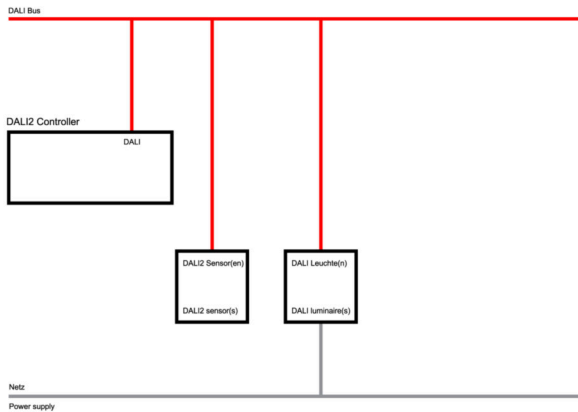 DALI Bus
DALI2 Controller
DALI
DALI2 Sensor(en)
DALI2 sensor(s)
DALI Leuchte(n)
DALI luminaire(s)
Netz
Power supply